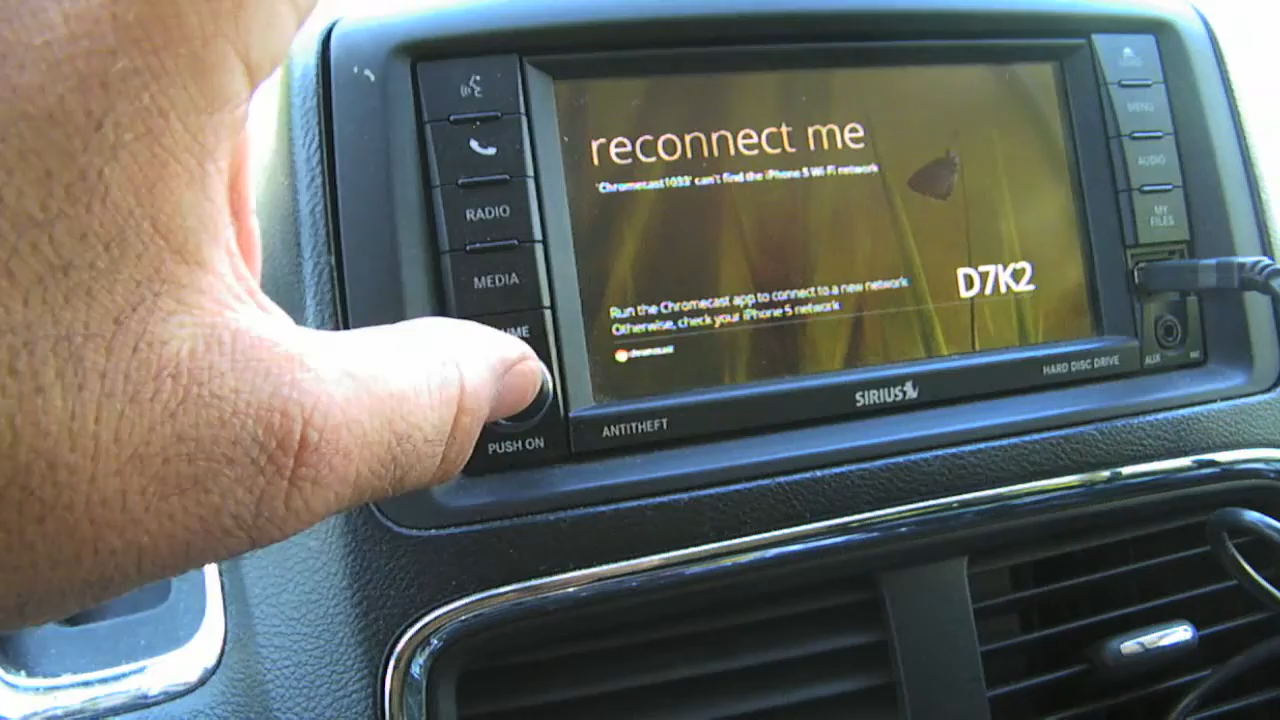 RADIO
MEDIA
PUSH ON
reconnect me
'Chromecast1033' can't find the iPhone 5 Wi-Fi network
D7K2
Run the Chromecast app to connect to a new network
Otherwise, check your iPhone 5 network
chromecast
ANTITHEFT
SIRIUS
HARD DISC DRIVE
MENU
AUDIO
MY
FILES
AUX